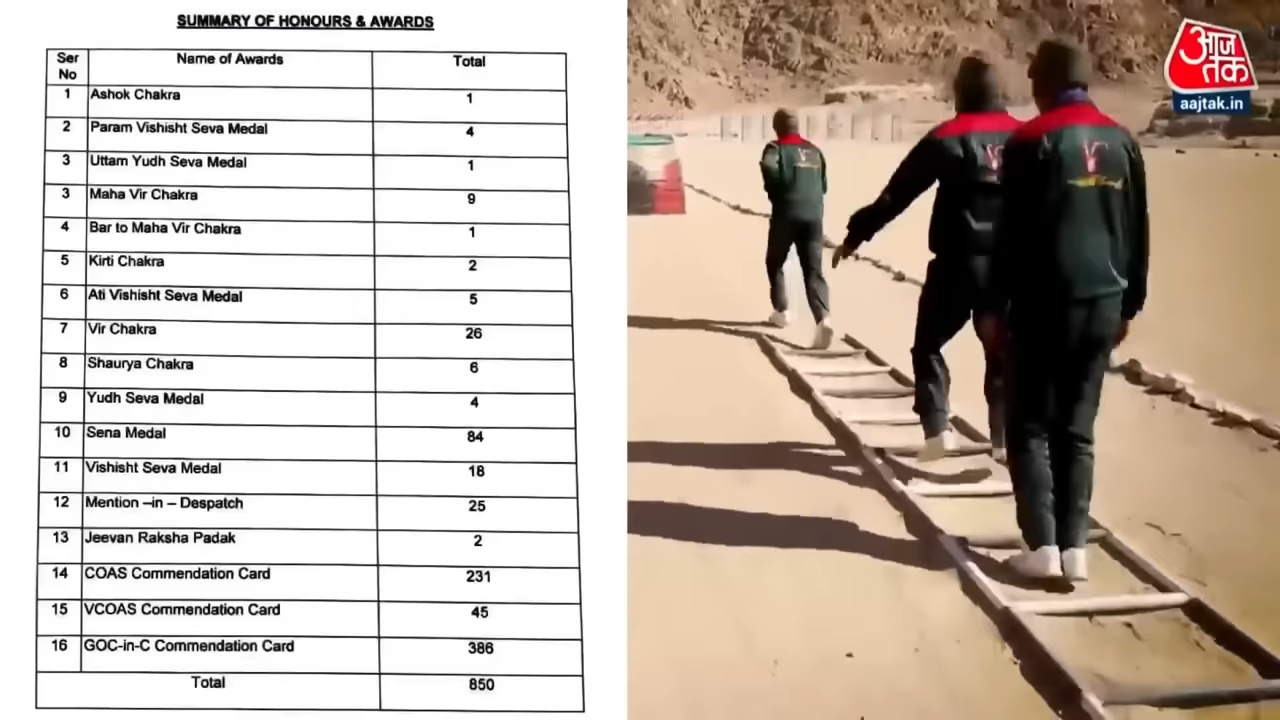 SUMMARY OF HONOURS & AWARDS
Ser No Name of Awards Total
1 Ashok Chakra 1
2 Param Vishisht Seva Medal 4
3 Uttam Yudh Seva Medal 1
3 Maha Vir Chakra 9
4 Bar to Maha Vir Chakra 1
5 Kirti Chakra 2
6 Ati Vishisht Seva Medal 5
7 Vir Chakra 26
8 Shaurya Chakra 6
9 Yudh Seva Medal 4
10 Sena Medal 84
11 Vishisht Seva Medal 18
12 Mention –in – Despatch 25
13 Jeevan Raksha Padak 2
14 COAS Commendation Card 231
15 VCOAS Commendation Card 45
16 GOC-in-C Commendation Card 386
Total 850
आज
तक
aajtak.in